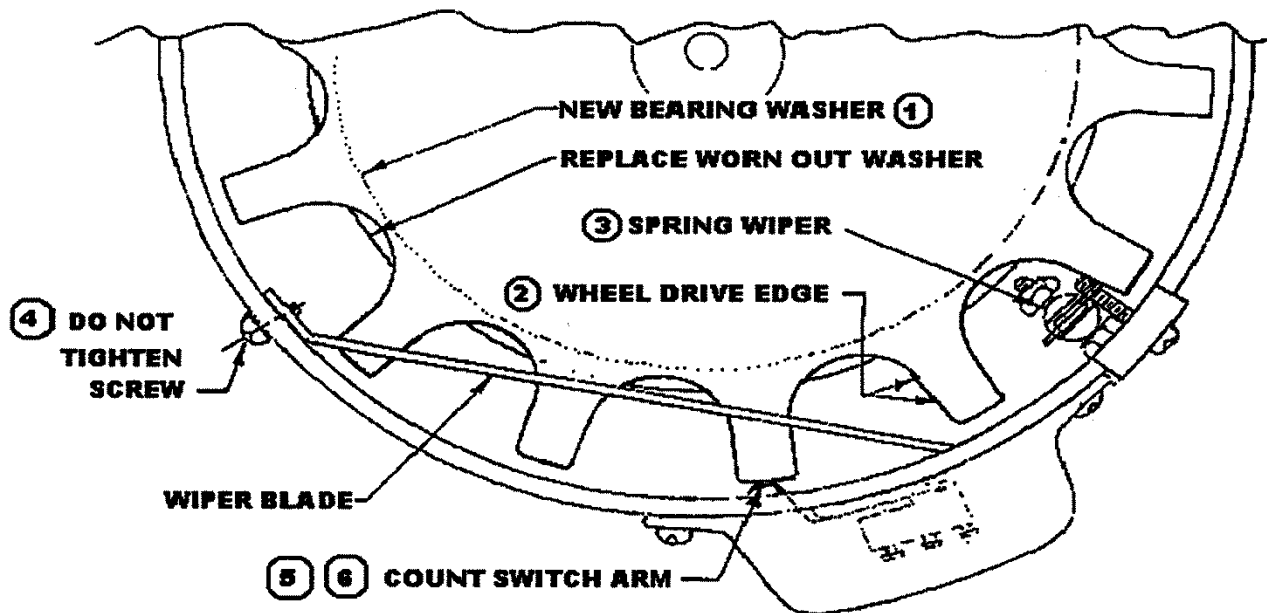 NEW BEARING WASHER 1
REPLACE WORN OUT WASHER
3 SPRING WIPER
2 WHEEL DRIVE EDGE
4 DO NOT
TIGHTEN
SCREW
WIPER BLADE
5 6 COUNT SWITCH ARM